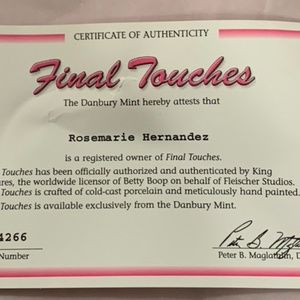 CERTIFICATE OF AUTHENTICITY
Final Touches
The Danbury Mint hereby attests that
Rosemarie Hernandez
is a registered owner of Final Touches.
Touches has been officially authorized and authenticated by King
ures, the worldwide licensor of Betty Boop on behalf of Fleischer Studios.
Touches is crafted of cold-cast porcelain and meticulously hand painted.
Touches is available exclusively from the Danbury Mint.
4266
Number
Peter B. Maglathlin, D